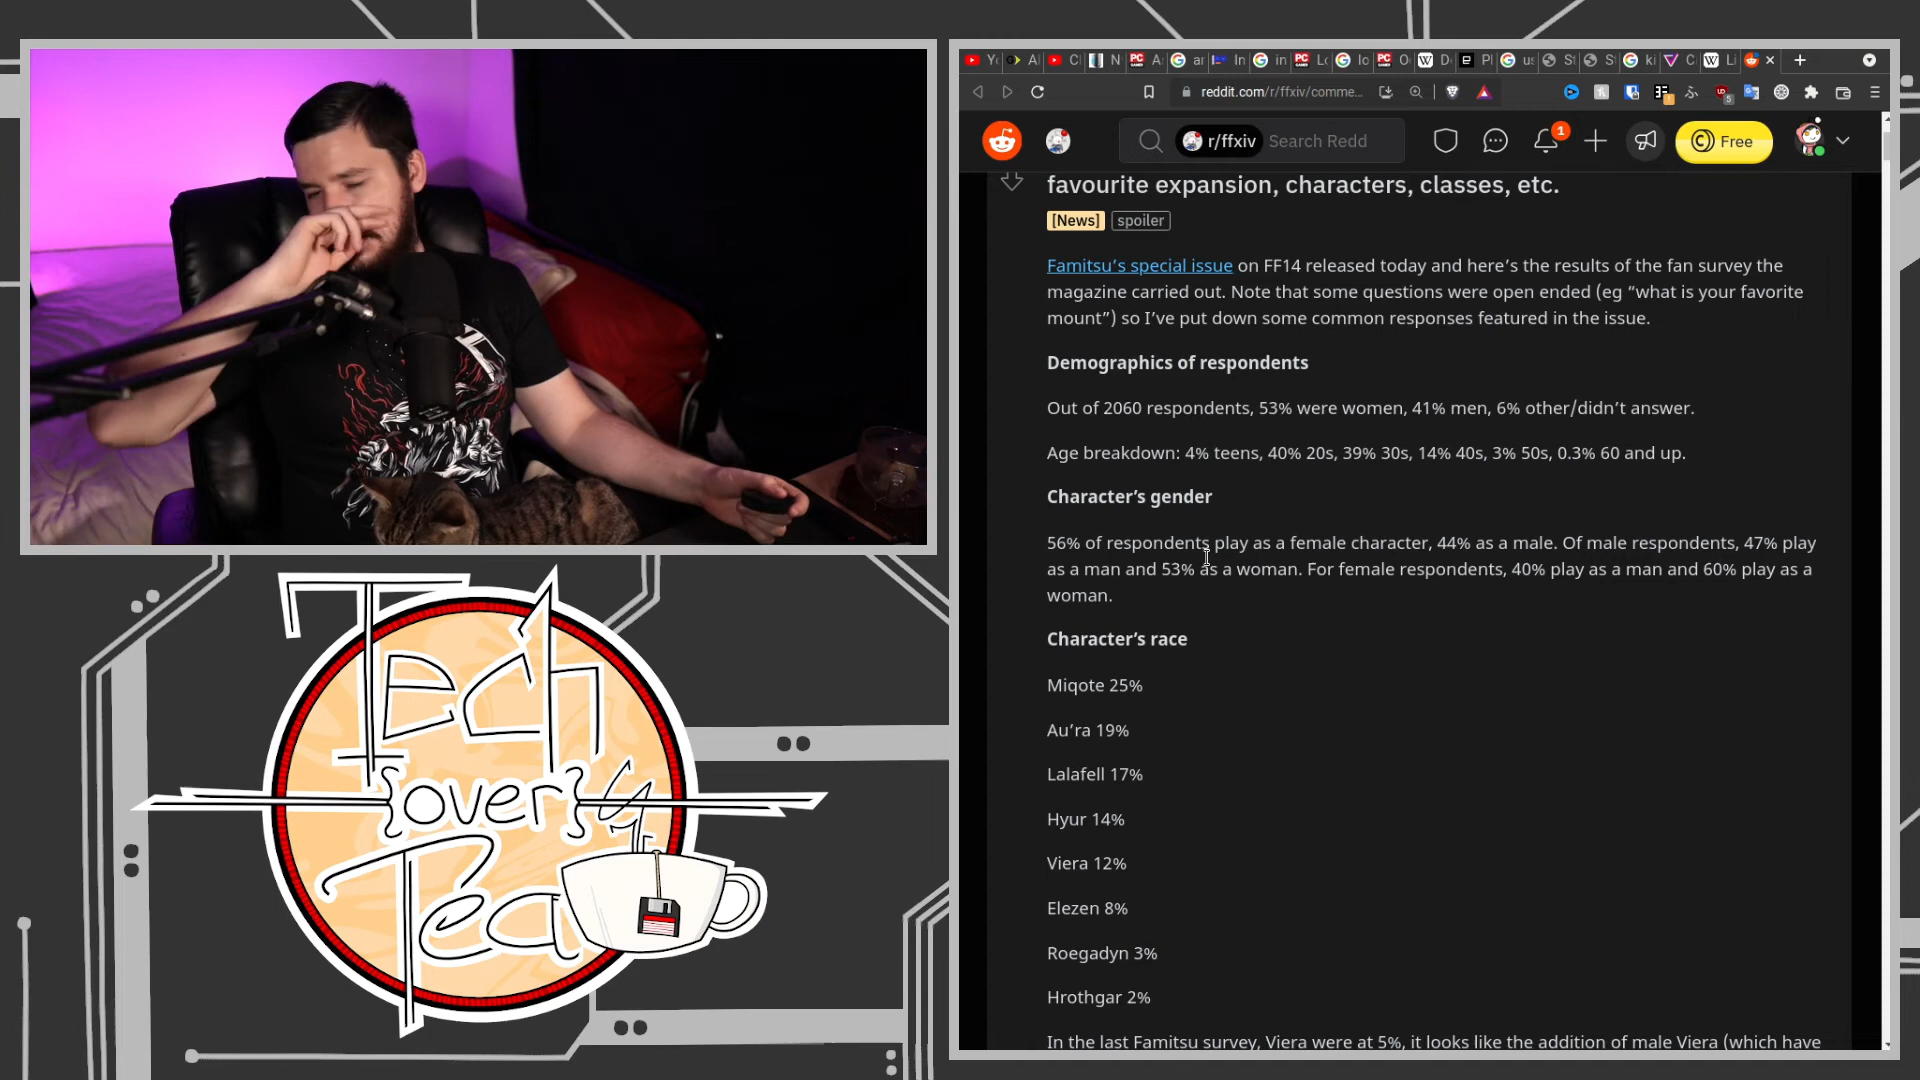 reddit.com/r/ffxiv/comme...
r/ffxiv
Search Redd
1
Free
favourite expansion, characters, classes, etc.
[News]
spoiler
Famitsu’s special issue on FF14 released today and here’s the results of the fan survey the
magazine carried out. Note that some questions were open ended (eg “what is your favorite
mount”) so I’ve put down some common responses featured in the issue.
Demographics of respondents
Out of 2060 respondents, 53% were women, 41% men, 6% other/didn’t answer.
Age breakdown: 4% teens, 40% 20s, 39% 30s, 14% 40s, 3% 50s, 0.3% 60 and up.
Character’s gender
56% of respondents play as a female character, 44% as a male. Of male respondents, 47% play
as a man and 53% as a woman. For female respondents, 40% play as a man and 60% play as a
woman.
Character’s race
Miqote 25%
Au’ra 19%
Lalafell 17%
Hyur 14%
Viera 12%
Elezen 8%
Roegadyn 3%
Hrothgar 2%
In the last Famitsu survey, Viera were at 5%, it looks like the addition of male Viera (which have
Tech
{over}
Tea